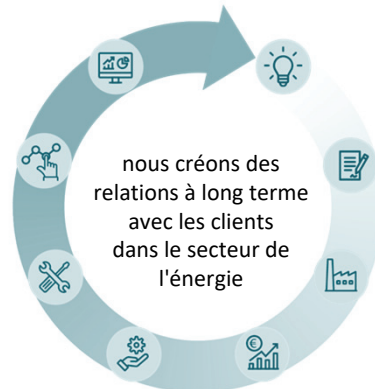 nous créons des
relations à long terme
avec les clients
dans le secteur de
l'énergie